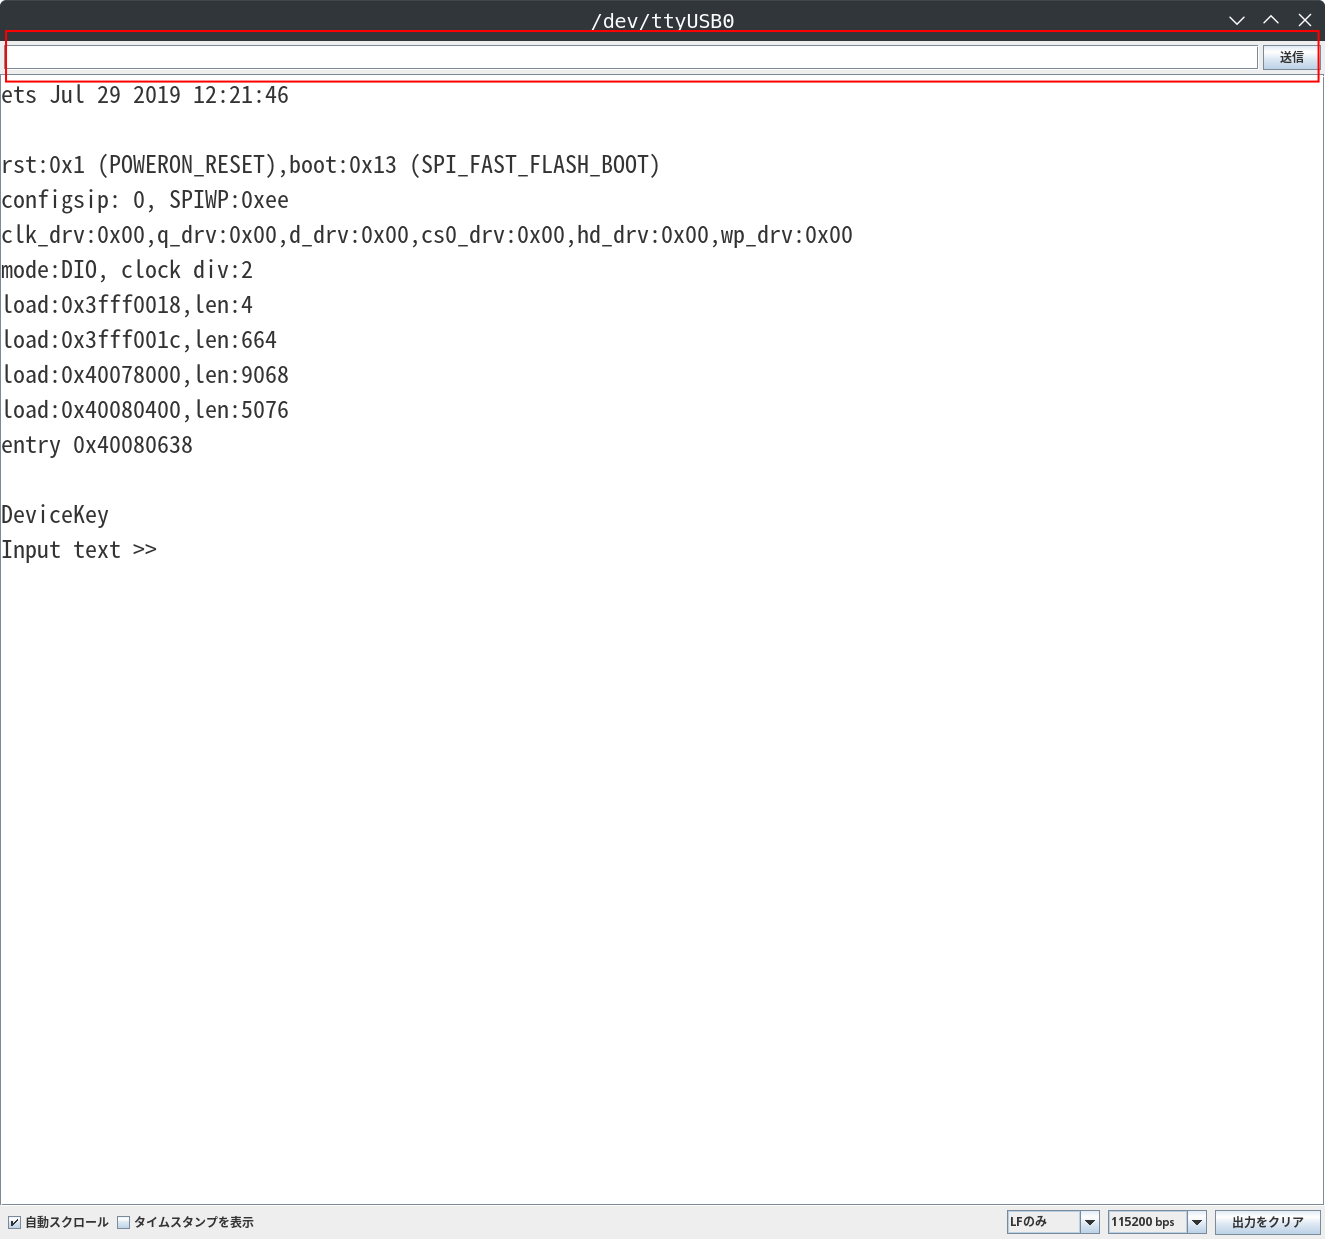 /dev/ttyUSB0
送信
ets Jul 29 2019 12:21:46
rst:0x1 (POWERON_RESET),boot:0x13 (SPI_FAST_FLASH_BOOT)
configsip: 0, SPIWP:0xee
clk_drv:0x00,q_drv:0x00,d_drv:0x00,cs0_drv:0x00,hd_drv:0x00,wp_drv:0x00
mode:DIO, clock div:2
load:0x3fff0018,len:4
load:0x3fff001c,len:664
load:0x40078000,len:9068
load:0x40080400,len:5076
entry 0x40080638
DeviceKey
Input text >>
自動スクロール タイムスタンプを表示 LFのみ 115200 bps 出力をクリア